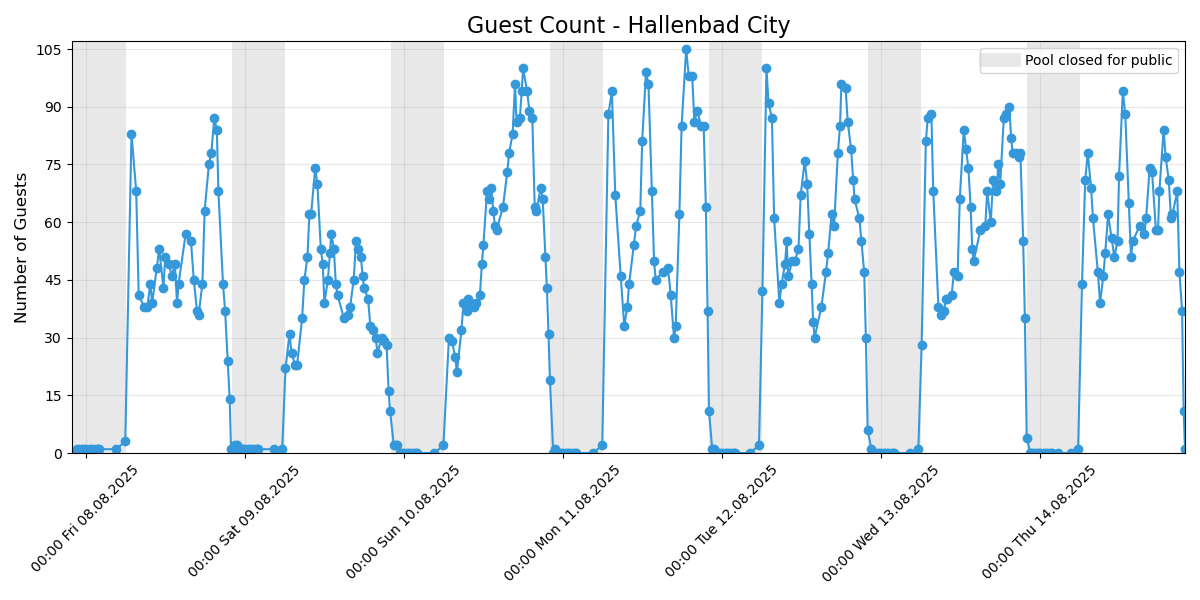 Guest Count - Hallenbad City
Pool closed for public
Number of Guests
105
90
75
60
45
30
15
0
00:00 Fri 08.08.2025
00:00 Sat 09.08.2025
00:00 Sun 10.08.2025
00:00 Mon 11.08.2025
00:00 Tue 12.08.2025
00:00 Wed 13.08.2025
00:00 Thu 14.08.2025